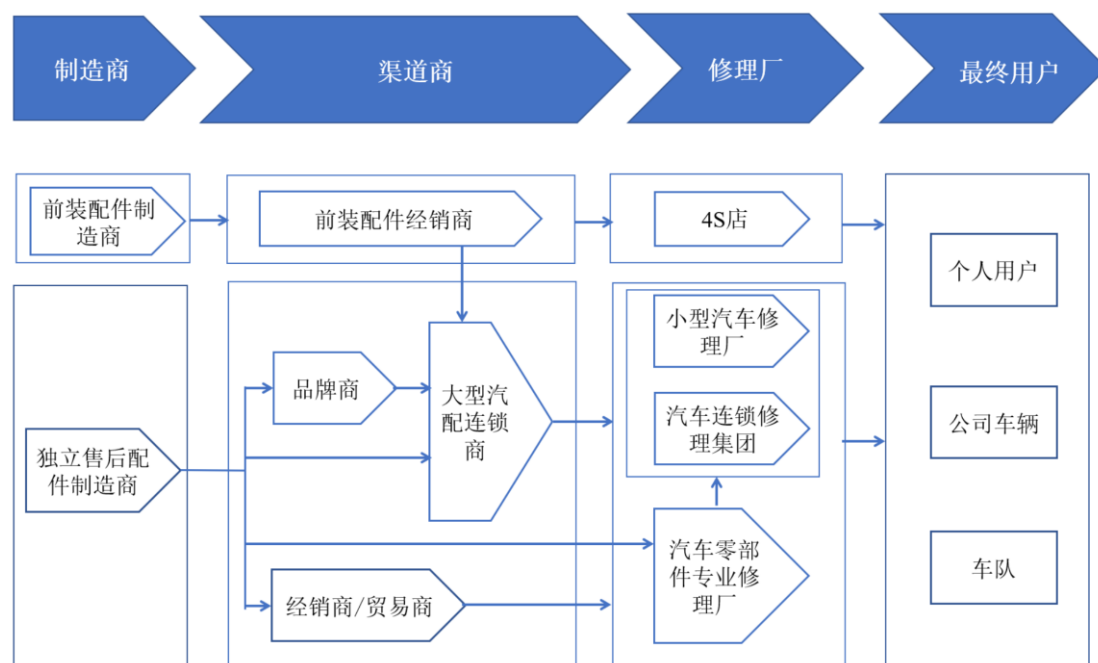 制造商
渠道商
修理厂
最终用户
前装配件制
造商
前装配件经销商
4S店
个人用户
小型汽车修
理厂
品牌商
大型汽
配连锁
商
汽车连锁修
理集团
公司车辆
独立售后配
件制造商
汽车零部
件专业修
理厂
车队
经销商/贸易商